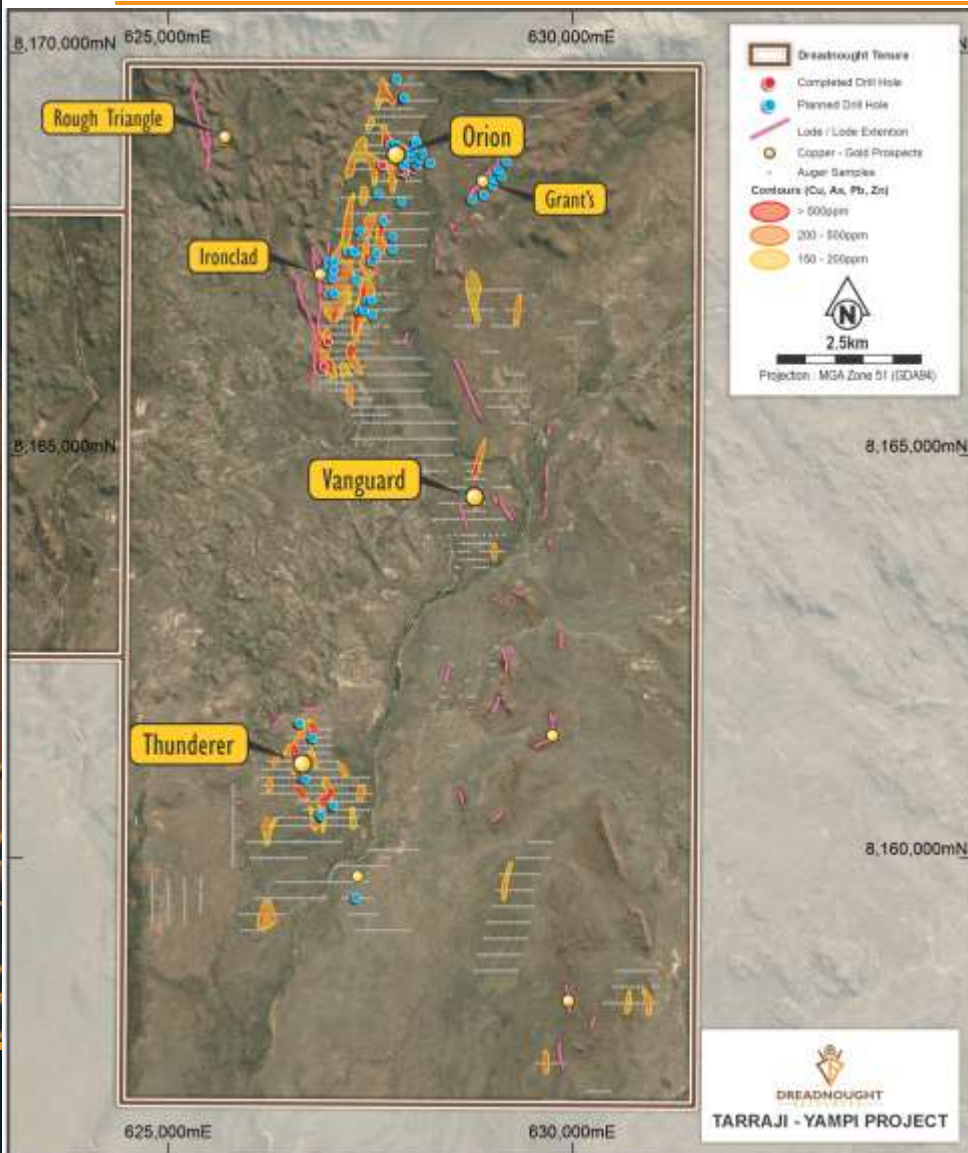 625,000mE
630,000mE
8,170,000mN
Rough Triangle
Orion
Grant's
Ironclad
8,165,000mN
8,165,000mN
Vanguard
Thunderer
8,160,000mN
625,000mE
630,000mE
Dreadnought Tenure
Completed Drill Hole
Planned Drill Hole
Lode / Lode Extention
Copper - Gold Prospects
Auger Samples
Contours (Cu, As, Pb, Zn)
> 500ppm
200 - 500ppm
150 - 200ppm
N
2.5km
Projection : MGA Zone 51 (GDA94)
DREADNOUGHT
TARRAJI - YAMPI PROJECT